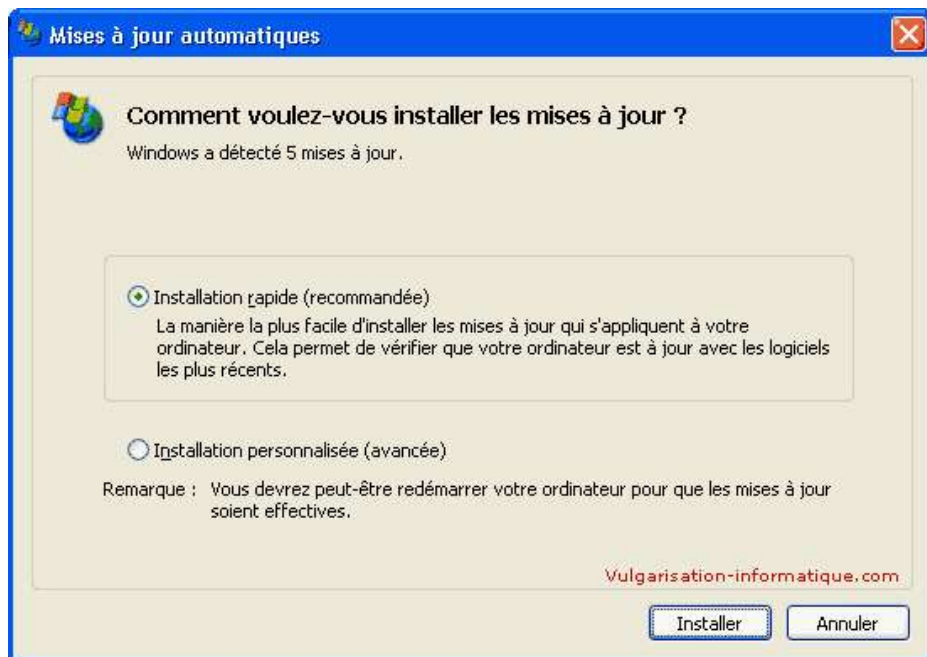 Mises à jour automatiques
Comment voulez-vous installer les mises à jour ?
Windows a détecté 5 mises à jour.
Installation rapide (recommandée)
La manière la plus facile d'installer les mises à jour qui s'appliquent à votre
ordinateur. Cela permet de vérifier que votre ordinateur est à jour avec les logiciels
les plus récents.
Installation personnalisée (avancée)
Remarque : Vous devrez peut-être redémarrer votre ordinateur pour que les mises à jour
soient effectives.
Vulgarisation-informatique.com
Installer Annuler